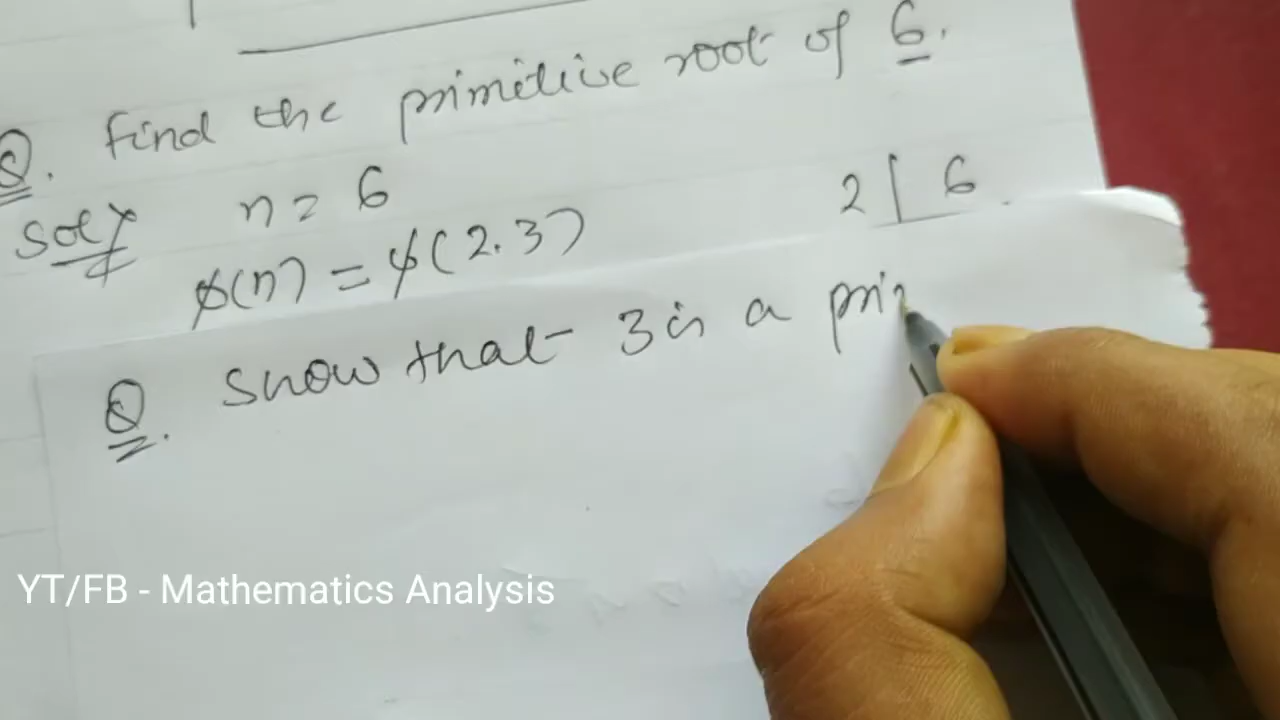 Q. Find the primitive root of 6.
Soln n = 6
2 | 6
φ(n) = φ(2.3)
Q. Show that 3 is a pri
YT/FB - Mathematics Analysis